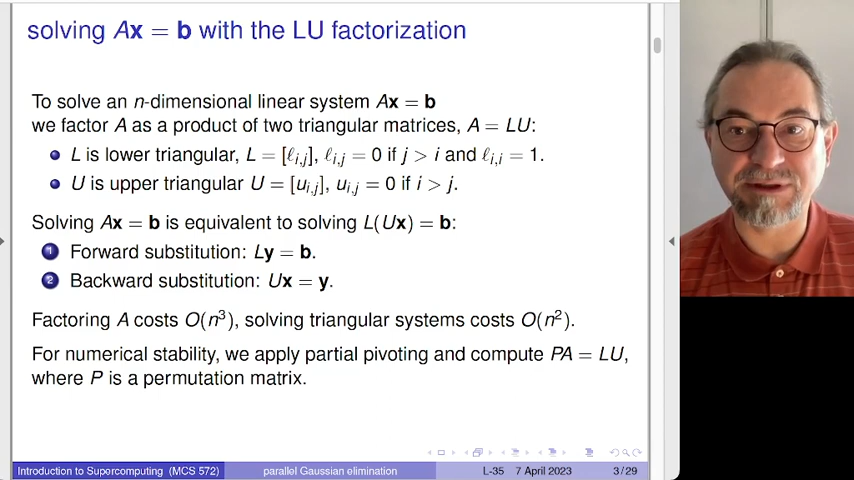 solving Ax = b with the LU factorization
To solve an n-dimensional linear system Ax = b
we factor A as a product of two triangular matrices, A = LU:
L is lower triangular, L = [ℓi,j], ℓi,j = 0 if j > i and ℓi,i = 1.
U is upper triangular U = [ui,j], ui,j = 0 if i > j.
Solving Ax = b is equivalent to solving L(Ux) = b:
1 Forward substitution: Ly = b.
2 Backward substitution: Ux = y.
Factoring A costs O(n³), solving triangular systems costs O(n²).
For numerical stability, we apply partial pivoting and compute PA = LU,
where P is a permutation matrix.
Introduction to Supercomputing (MCS 572) parallel Gaussian elimination L-35 7 April 2023 3 / 29